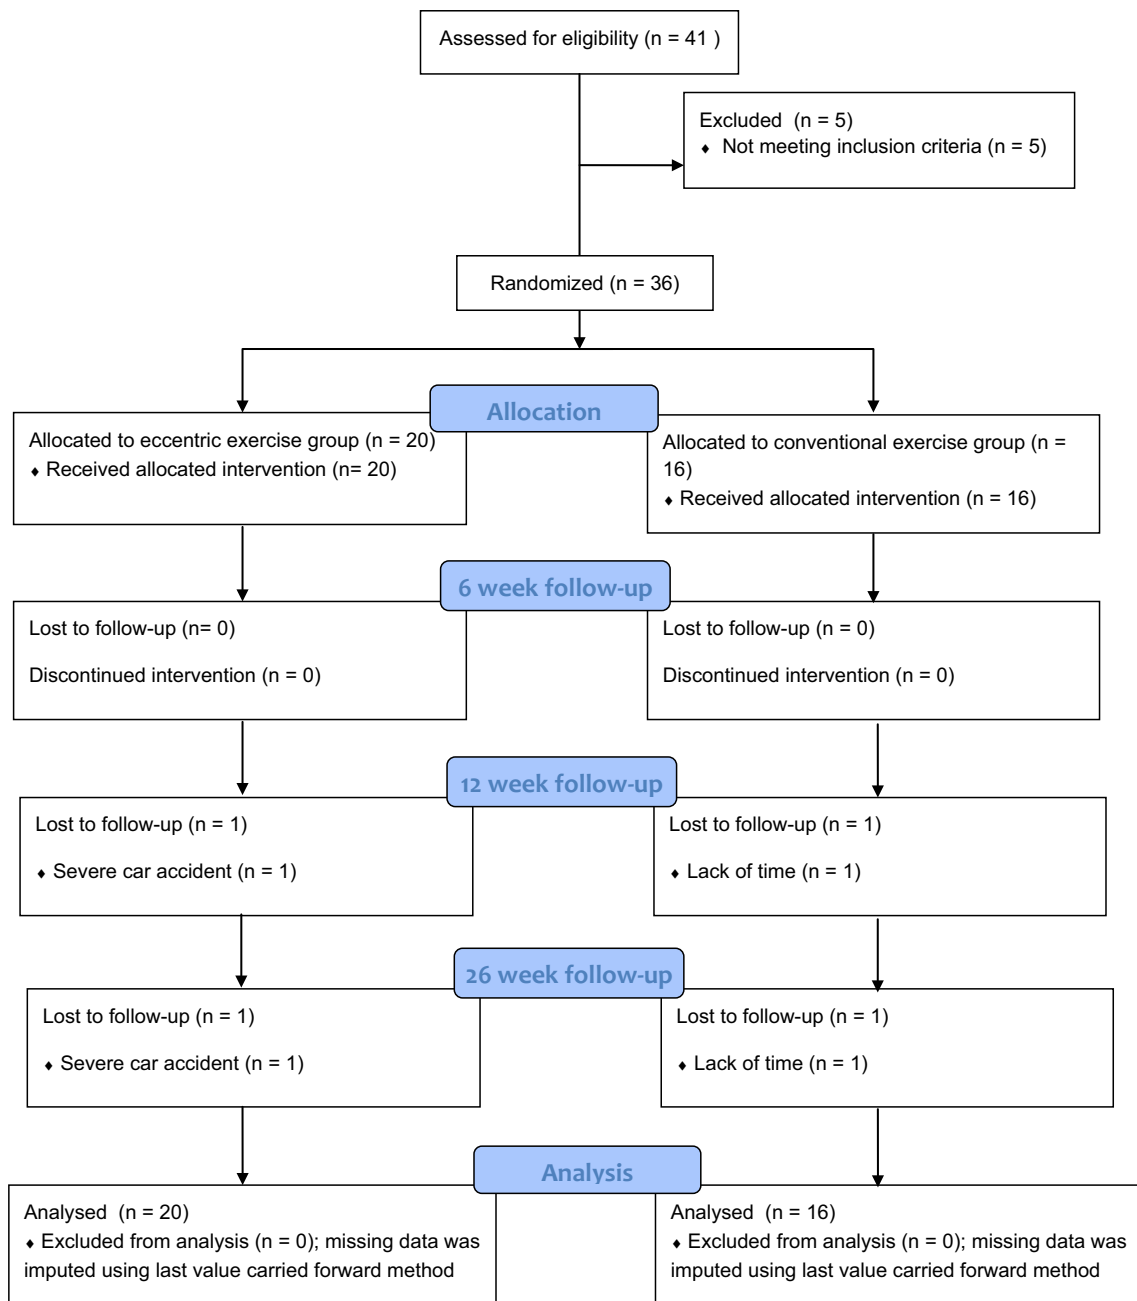 Assessed for eligibility (n = 41 )
Excluded  (n = 5)
♦ Not meeting inclusion criteria (n = 5)
Randomized (n = 36)
Allocation
Allocated to eccentric exercise group (n = 20)
♦ Received allocated intervention (n= 20)
Allocated to conventional exercise group (n =
16)
♦ Received allocated intervention (n = 16)
6 week follow-up
Lost to follow-up (n= 0)
Discontinued intervention (n = 0)
Lost to follow-up (n = 0)
Discontinued intervention (n = 0)
12 week follow-up
Lost to follow-up (n = 1)
♦ Severe car accident (n = 1)
Lost to follow-up (n = 1)
♦ Lack of time (n = 1)
26 week follow-up
Lost to follow-up (n = 1)
♦ Severe car accident (n = 1)
Lost to follow-up (n = 1)
♦ Lack of time (n = 1)
Analysis
Analysed  (n = 20)
♦ Excluded from analysis (n = 0); missing data was
imputed using last value carried forward method
Analysed  (n = 16)
♦ Excluded from analysis (n = 0); missing data was
imputed using last value carried forward method